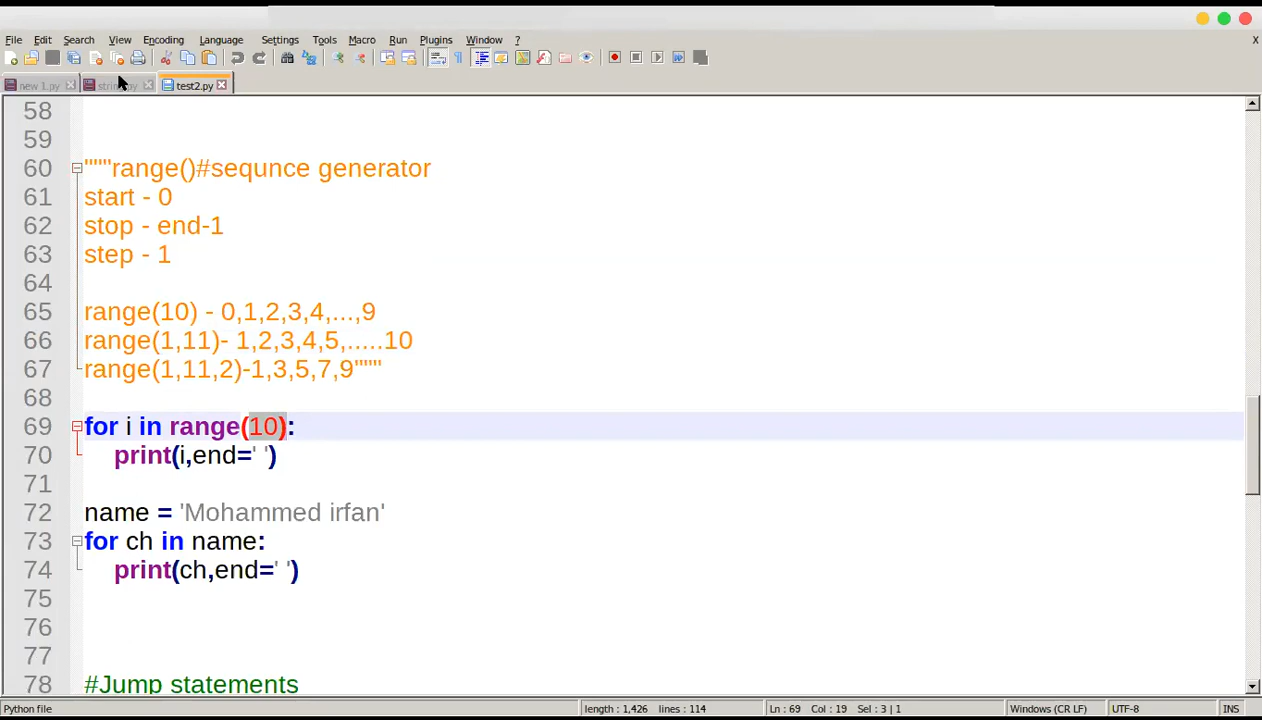 File Edit Search View Encoding Language Settings Tools Macro Run Plugins Window ? X
new 1.py test2.py
58
59
60 """range()#sequnce generator
61 start - 0
62 stop - end-1
63 step - 1
64
65 range(10) - 0,1,2,3,4,...,9
66 range(1,11)- 1,2,3,4,5,.....10
67 range(1,11,2)-1,3,5,7,9"""
68
69 for i in range(10):
70 print(i,end=' ')
71
72 name = 'Mohammed irfan'
73 for ch in name:
74 print(ch,end=' ')
75
76
77
78 #Jump statements
Python file length : 1,426 lines : 114 Ln : 69 Col : 19 Sel : 3 | 1 Windows (CR LF) UTF-8 INS